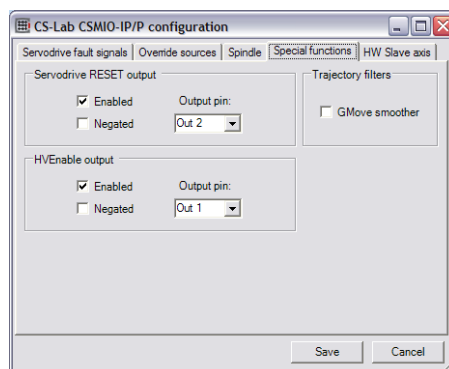 CS-Lab CSMIO-IP/P configuration
Servodrive fault signals Override sources Spindle Special functions HW Slave axis
Servodrive RESET output
Enabled
Output pin:
Negated
Out 2
Trajectory filters
GMove smoother
HVEnable output
Enabled
Output pin:
Negated
Out 1
Save Cancel